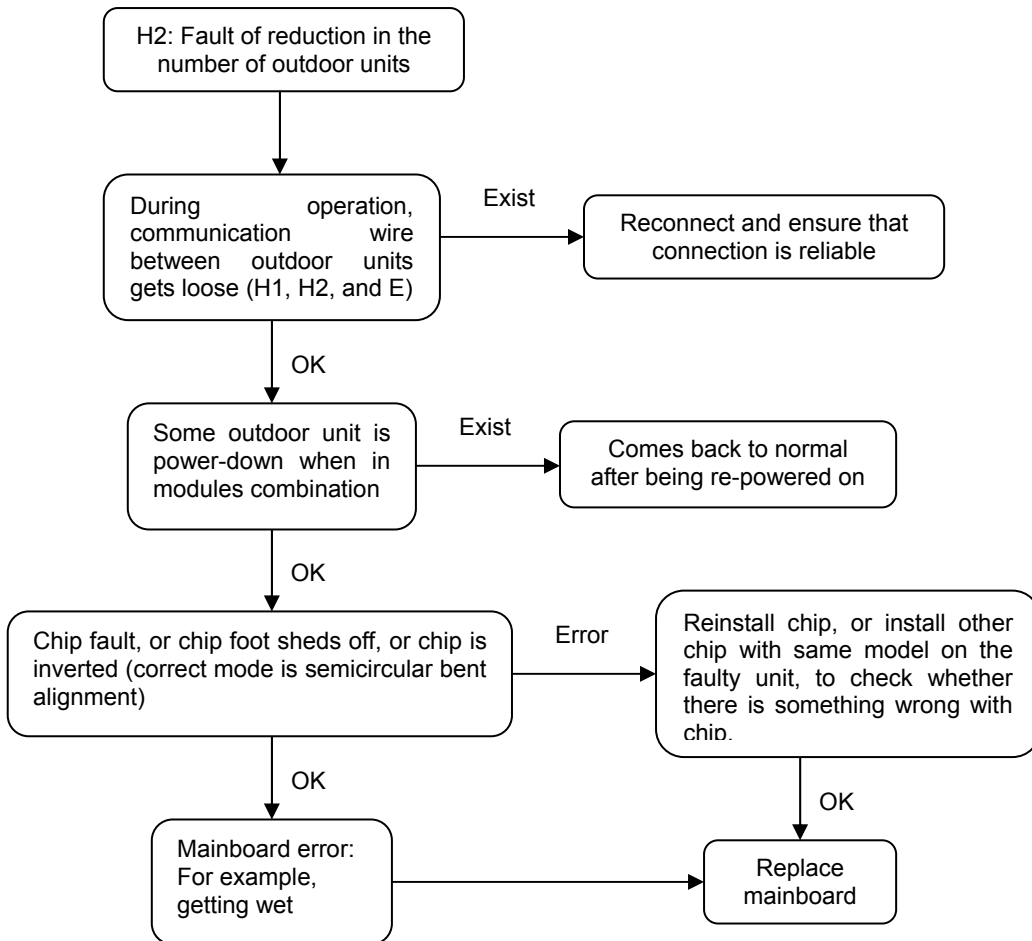 H2: Fault of reduction in the
number of outdoor units
During operation,
communication wire
between outdoor units
gets loose (H1, H2, and E)
Exist
Reconnect and ensure that
connection is reliable
OK
Some outdoor unit is
power-down when in
modules combination
Exist
Comes back to normal
after being re-powered on
OK
Chip fault, or chip foot sheds off, or chip is
inverted (correct mode is semicircular bent
alignment)
Error
Reinstall chip, or install other
chip with same model on the
faulty unit, to check whether
there is something wrong with
chip.
OK
OK
Mainboard error:
For example,
getting wet
Replace
mainboard